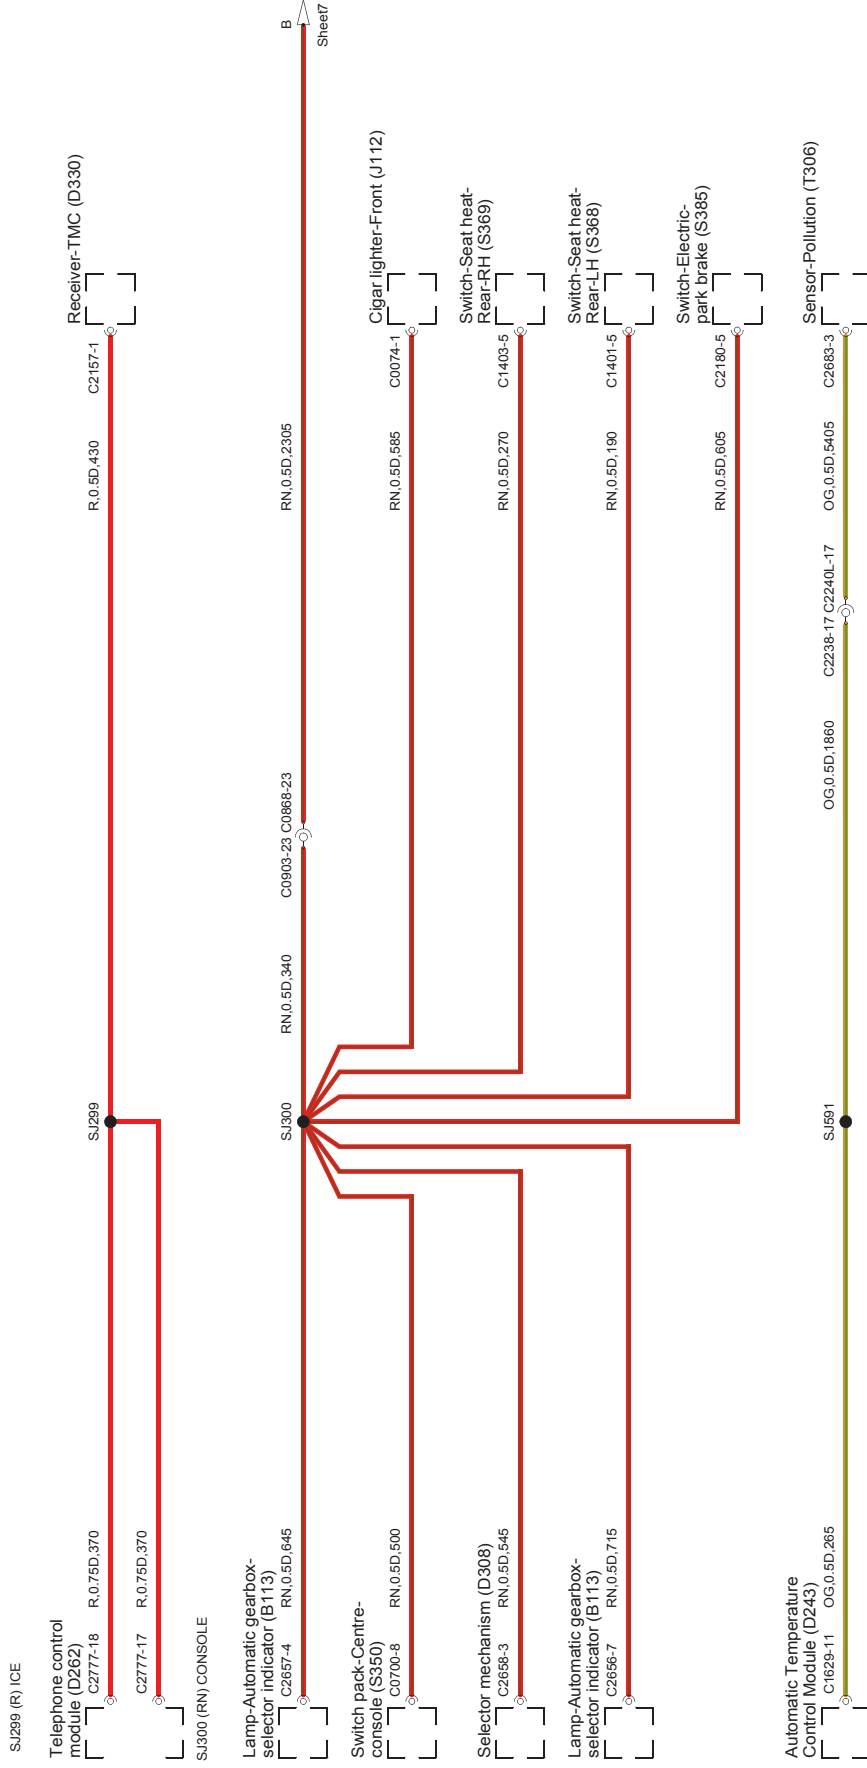 SJ299 (R) ICE
Telephone control
module (D262)
C2777-18
R,0.75D,370
SJ299
R,0.5D,430
C2157-1
Receiver-TMC (D330)
C2777-17
R,0.75D,370
SJ300 (RN) CONSOLE
Lamp-Automatic gearbox-
selector indicator (B113)
C2657-4
RN,0.5D,645
SJ300
RN,0.5D,340
C0903-23
C0868-23
RN,0.5D,2305
B
Sheet7
Switch pack-Centre-
console (S350)
C0700-8
RN,0.5D,500
RN,0.5D,585
C0074-1
Cigar lighter-Front (J112)
Selector mechanism (D308)
C2658-3
RN,0.5D,545
RN,0.5D,270
C1403-5
Switch-Seat heat-
Rear-RH (S369)
Lamp-Automatic gearbox-
selector indicator (B113)
C2656-7
RN,0.5D,715
RN,0.5D,190
C1401-5
Switch-Seat heat-
Rear-LH (S368)
RN,0.5D,605
C2180-5
Switch-Electric-
park brake (S385)
Automatic Temperature
Control Module (D243)
C1629-11
OG,0.5D,265
SJ591
OG,0.5D,1860
C2238-17
C2240L-17
OG,0.5D,5405
C2683-3
Sensor-Pollution (T306)